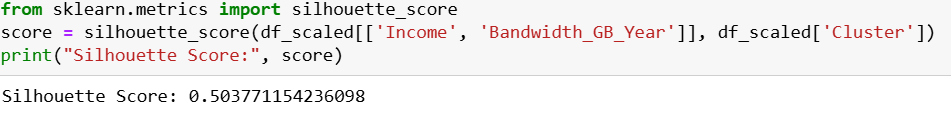 from sklearn.metrics import silhouette_score
score = silhouette_score(df_scaled[['Income', 'Bandwidth_GB_Year']], df_scaled['Cluster'])
print("Silhouette Score:", score)
Silhouette Score: 0.503771154236098